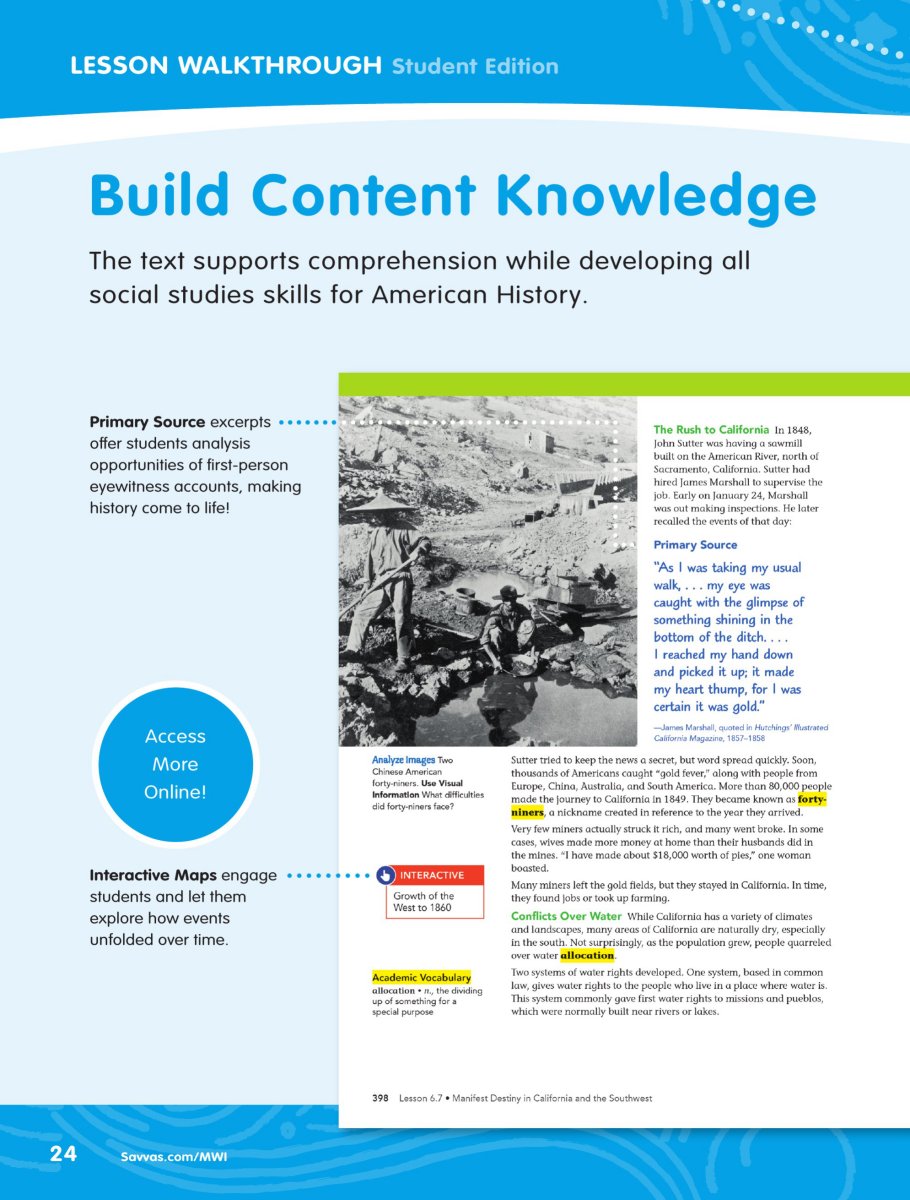 LESSON WALKTHROUGH Student Edition
Build Content Knowledge
The text supports comprehension while developing all
social studies skills for American History.
Primary Source excerpts
offer students analysis
opportunities of first-person
eyewitness accounts, making
history come to life!
Access
More
Online!
Interactive Maps engage
students and let them
explore how events
unfolded over time.
The Rush to California In 1848,
John Sutter was having a sawmill
built on the American River, north of
Sacramento, California. Sutter had
hired James Marshall to supervise the
job. Early on January 24, Marshall
was out making inspections. He later
recalled the events of that day:
Primary Source
"As I was taking my usual
walk, . . . my eye was
caught with the glimpse of
something shining in the
bottom of the ditch. . . .
I reached my hand down
and picked it up; it made
my heart thump, for I was
certain it was gold."
—James Marshall, quoted in Hutchings' Illustrated
California Magazine, 1857–1858
Analyze Images Two
Chinese American
forty-niners. Use Visual
Information What difficulties
did forty-niners face?
INTERACTIVE
Growth of the
West to 1860
Academic Vocabulary
allocation • n., the dividing
up of something for a
special purpose
Sutter tried to keep the news a secret, but word spread quickly. Soon,
thousands of Americans caught "gold fever," along with people from
Europe, China, Australia, and South America. More than 80,000 people
made the journey to California in 1849. They became known as forty-
niners, a nickname created in reference to the year they arrived.
Very few miners actually struck it rich, and many went broke. In some
cases, wives made more money at home than their husbands did in
the mines. "I have made about $18,000 worth of pies," one woman
boasted.
Many miners left the gold fields, but they stayed in California. In time,
they found jobs or took up farming.
Conflicts Over Water While California has a variety of climates
and landscapes, many areas of California are naturally dry, especially
in the south. Not surprisingly, as the population grew, people quarreled
over water allocation.
Two systems of water rights developed. One system, based in common
law, gives water rights to the people who live in a place where water is.
This system commonly gave first water rights to missions and pueblos,
which were normally built near rivers or lakes.
398 Lesson 6.7 • Manifest Destiny in California and the Southwest
24 Savvas.com/MWI